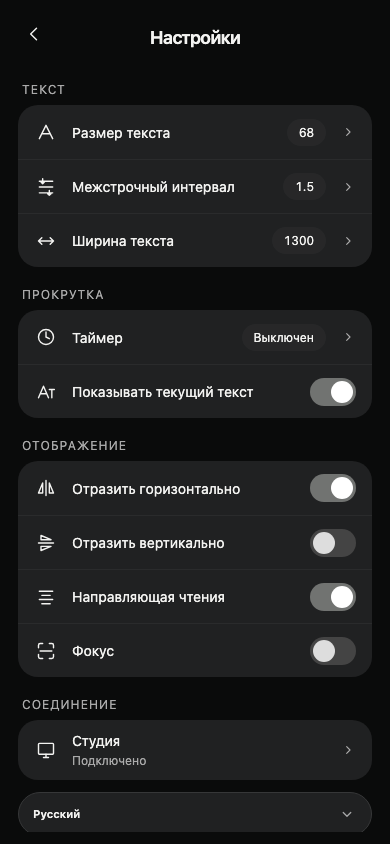 Настройки
ТЕКСТ
Размер текста
68
Межстрочный интервал
1.5
Ширина текста
1300
ПРОКРУТКА
Таймер
Выключен
Показывать текущий текст
ОТОБРАЖЕНИЕ
Отразить горизонтально
Отразить вертикально
Направляющая чтения
Фокус
СОЕДИНЕНИЕ
Студия
Подключено
Русский